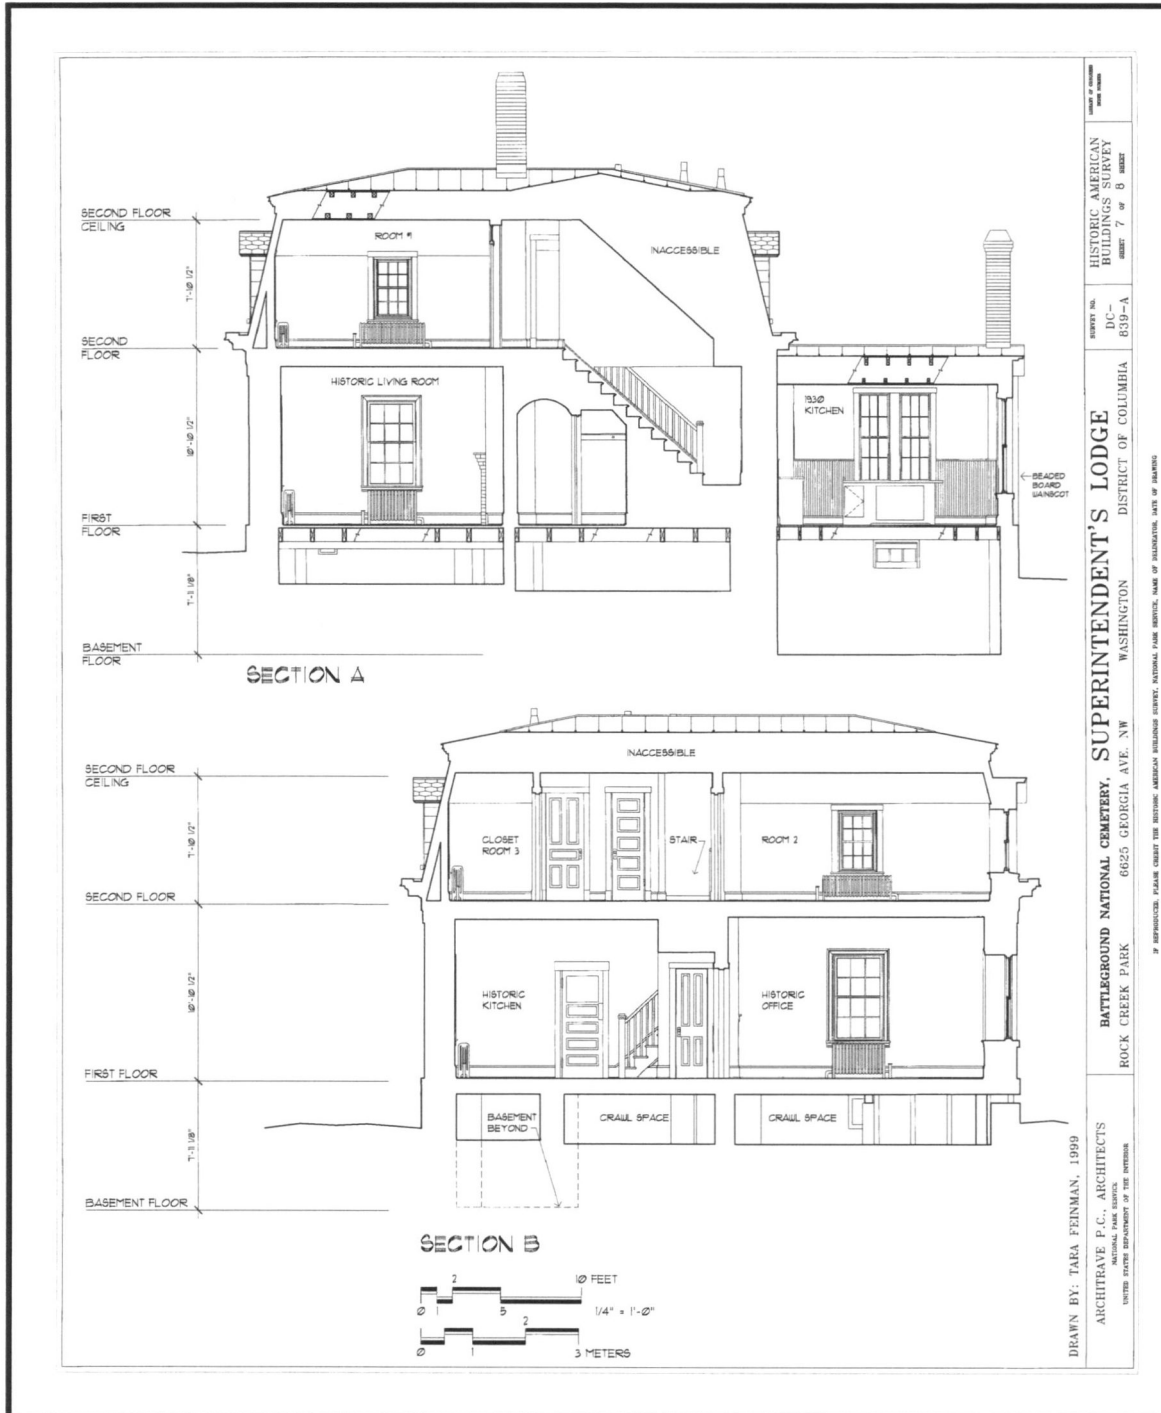 SECOND FLOOR
CEILING
7'-10 1/2"
SECOND
FLOOR
10'-10 1/2"
FIRST
FLOOR
7'-11 1/8"
BASEMENT
FLOOR
ROOM 1
INACCESSIBLE
HISTORIC LIVING ROOM
1930
KITCHEN
BEADED
BOARD
WAINSCOT
SECTION A
SECOND FLOOR
CEILING
7'-10 1/2"
SECOND FLOOR
10'-10 1/2"
FIRST FLOOR
7'-11 1/8"
BASEMENT FLOOR
INACCESSIBLE
CLOSET
ROOM 3
STAIR
ROOM 2
HISTORIC
KITCHEN
HISTORIC
OFFICE
BASEMENT
BEYOND
CRAWL SPACE
CRAWL SPACE
SECTION B
2 10 FEET
0 1 5 1/4" = 1'-0"
2
0 1 3 METERS
DRAWN BY: TARA FEINMAN, 1999
ARCHITRAVE P.C., ARCHITECTS
NATIONAL PARK SERVICE
UNITED STATES DEPARTMENT OF THE INTERIOR
BATTLEGROUND NATIONAL CEMETERY, SUPERINTENDENT'S LODGE
ROCK CREEK PARK 6625 GEORGIA AVE. NW WASHINGTON DISTRICT OF COLUMBIA
SURVEY NO.
DC-
839-A
HISTORIC AMERICAN
BUILDINGS SURVEY
SHEET 7 OF 8 SHEET
LIBRARY OF CONGRESS
INDEX NUMBER
IF REPRODUCED, PLEASE CREDIT THE HISTORIC AMERICAN BUILDINGS SURVEY, NATIONAL PARK SERVICE, NAME OF DELINEATOR, DATE OF DRAWING